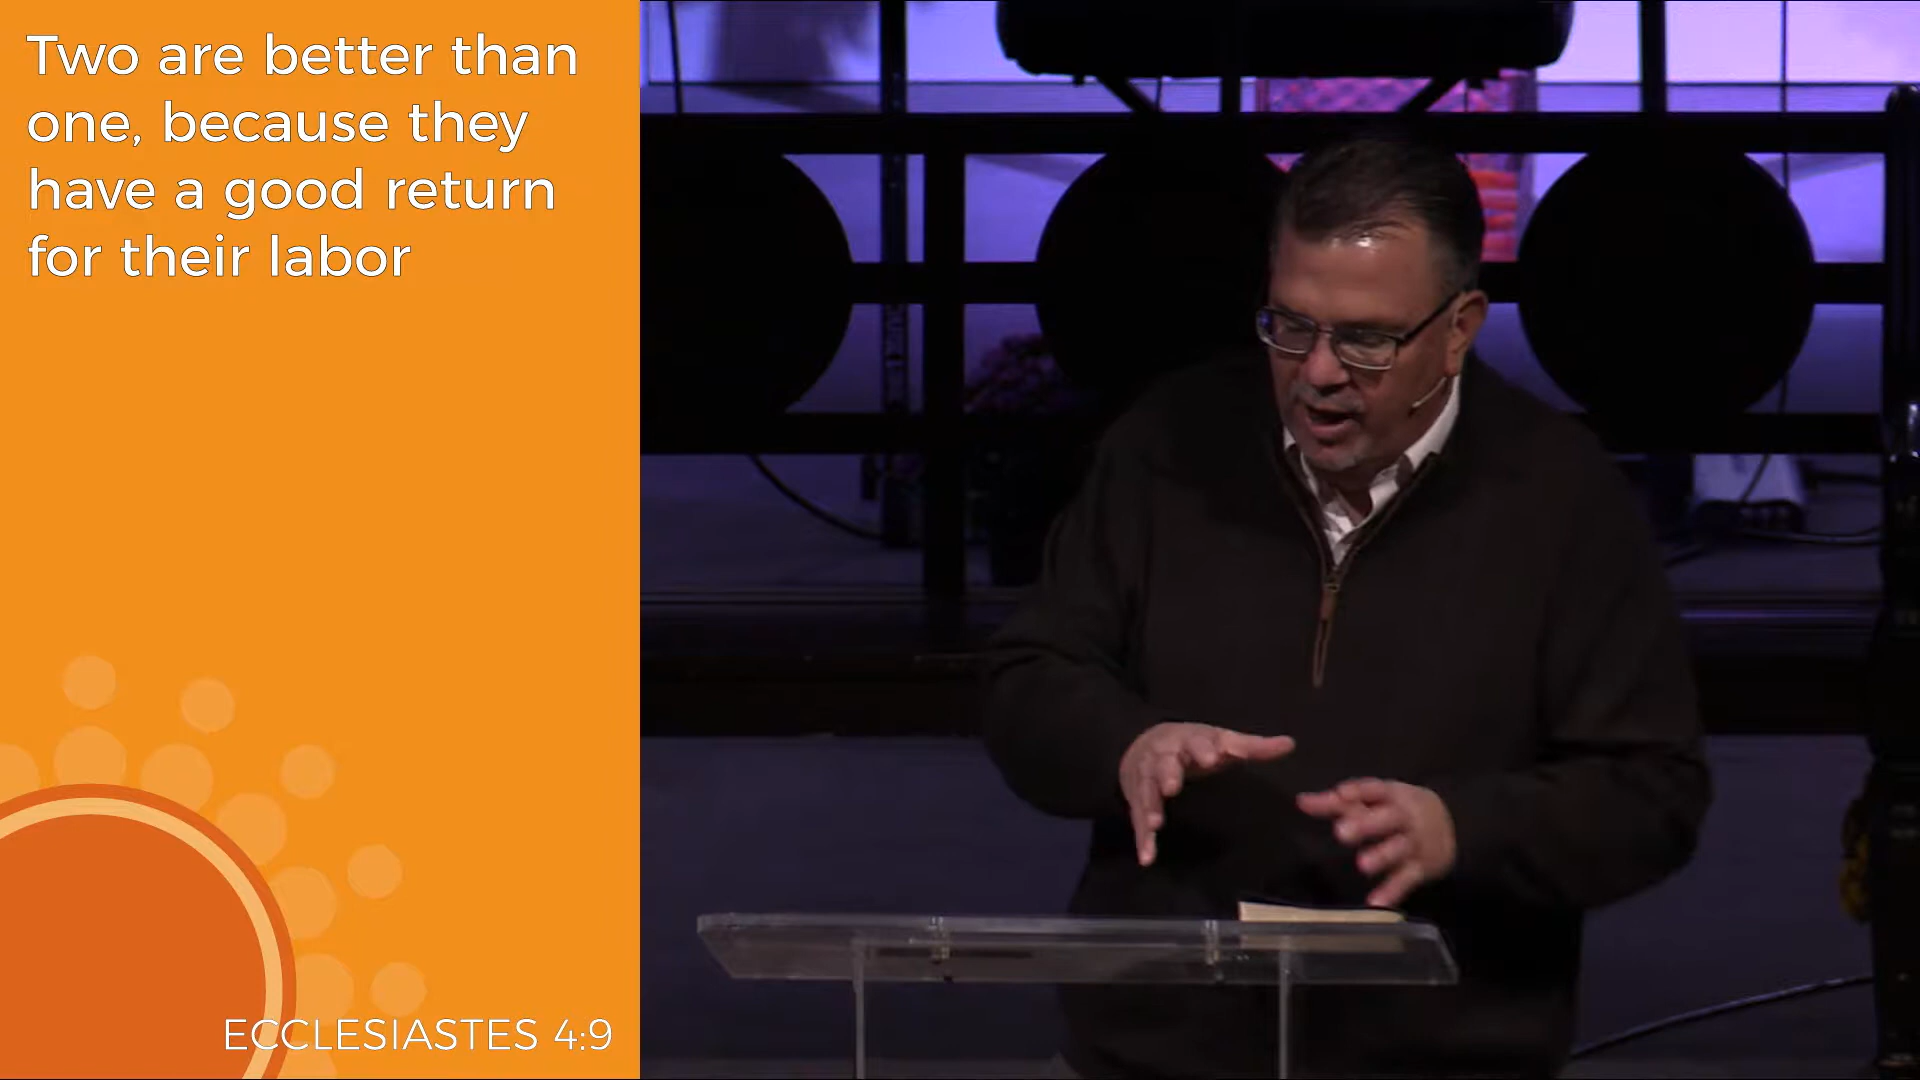 Two are better than
one, because they
have a good return
for their labor
ECCLESIASTES 4:9